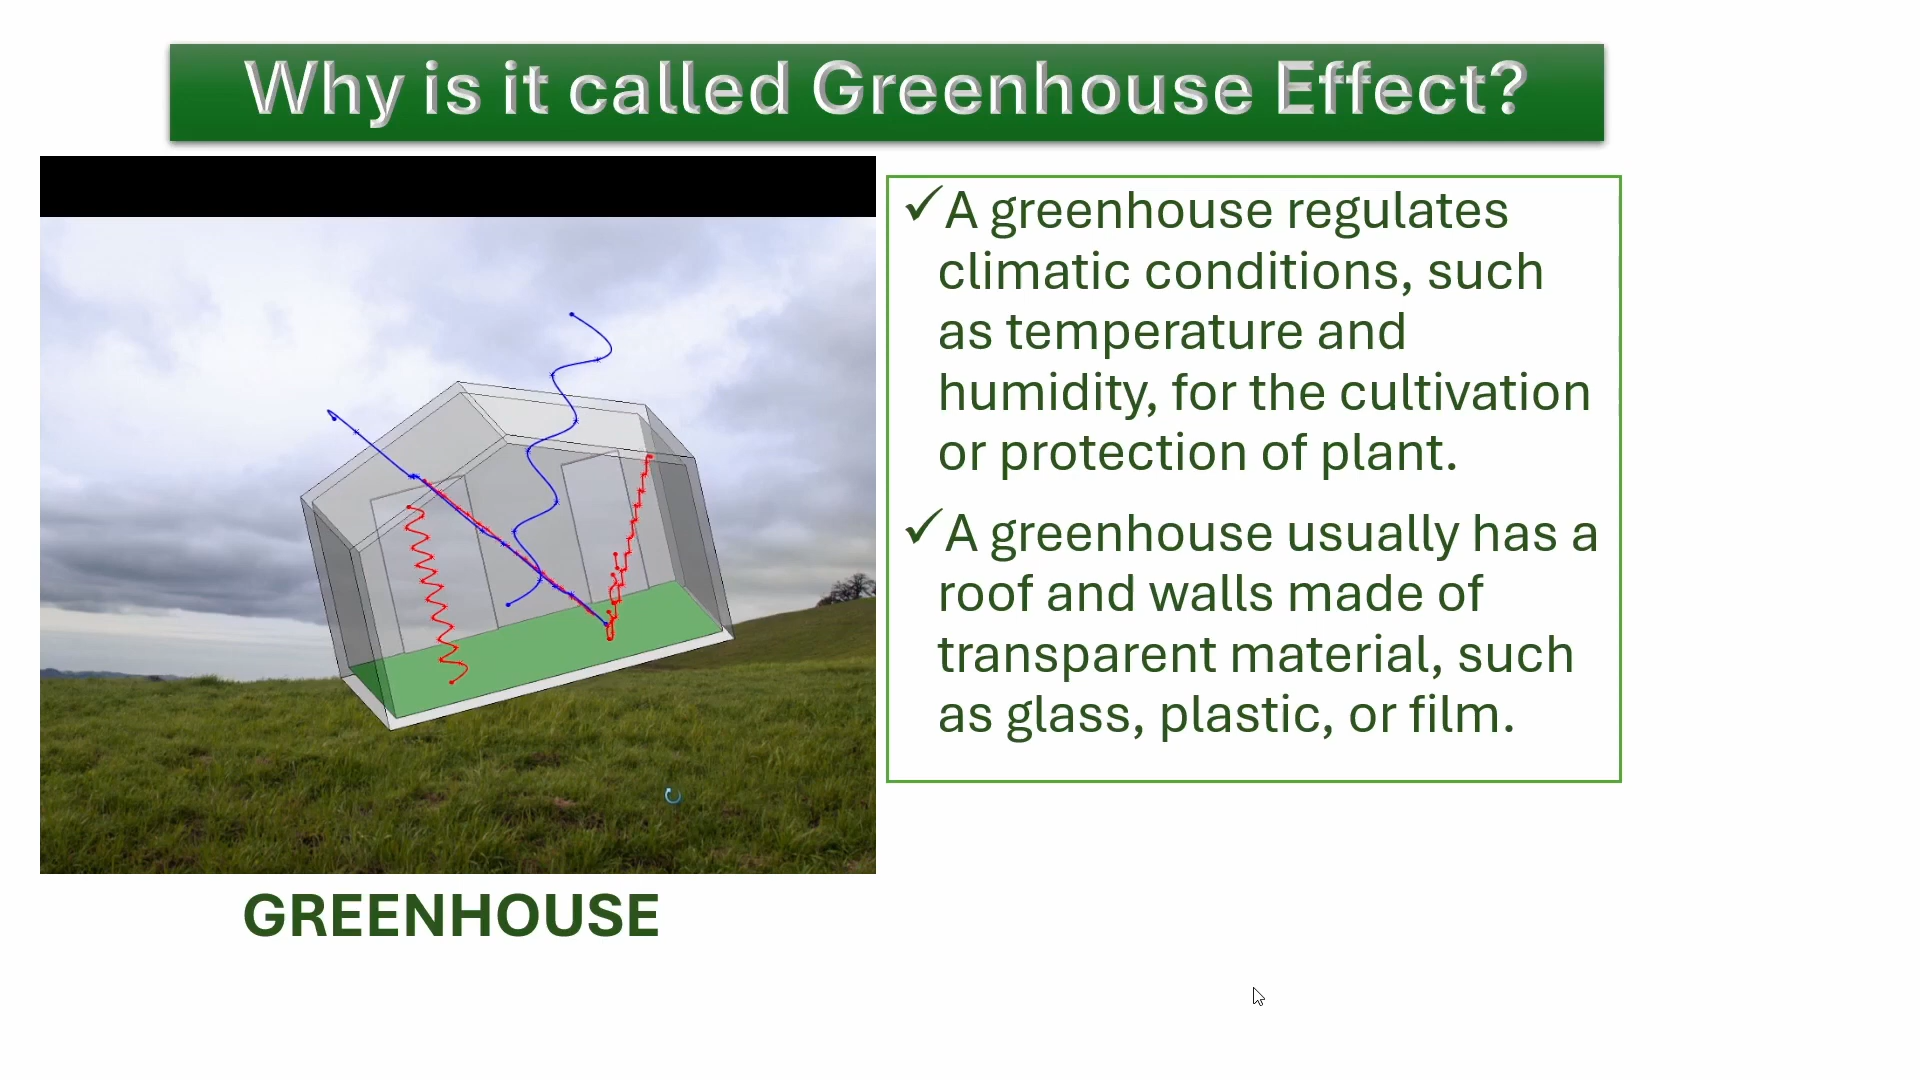 Why is it called Greenhouse Effect?
✓A greenhouse regulates
climatic conditions, such
as temperature and
humidity, for the cultivation
or protection of plant.
✓A greenhouse usually has a
roof and walls made of
transparent material, such
as glass, plastic, or film.
GREENHOUSE